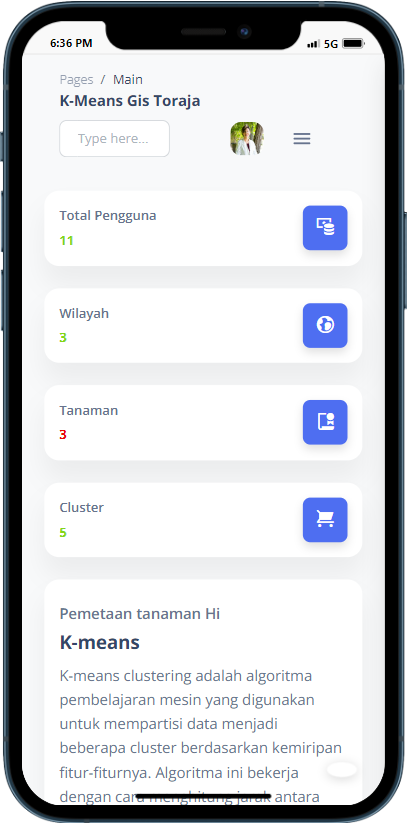 6:36 PM
5G
Pages / Main
K-Means Gis Toraja
Type here...
Total Pengguna
11
Wilayah
3
Tanaman
3
Cluster
5
Pemetaan tanaman Hi
K-means
K-means clustering adalah algoritma
pembelajaran mesin yang digunakan
untuk mempartisi data menjadi
beberapa cluster berdasarkan kemiripan
fitur-fiturnya. Algoritma ini bekerja
dengan cara menghitung jarak antara